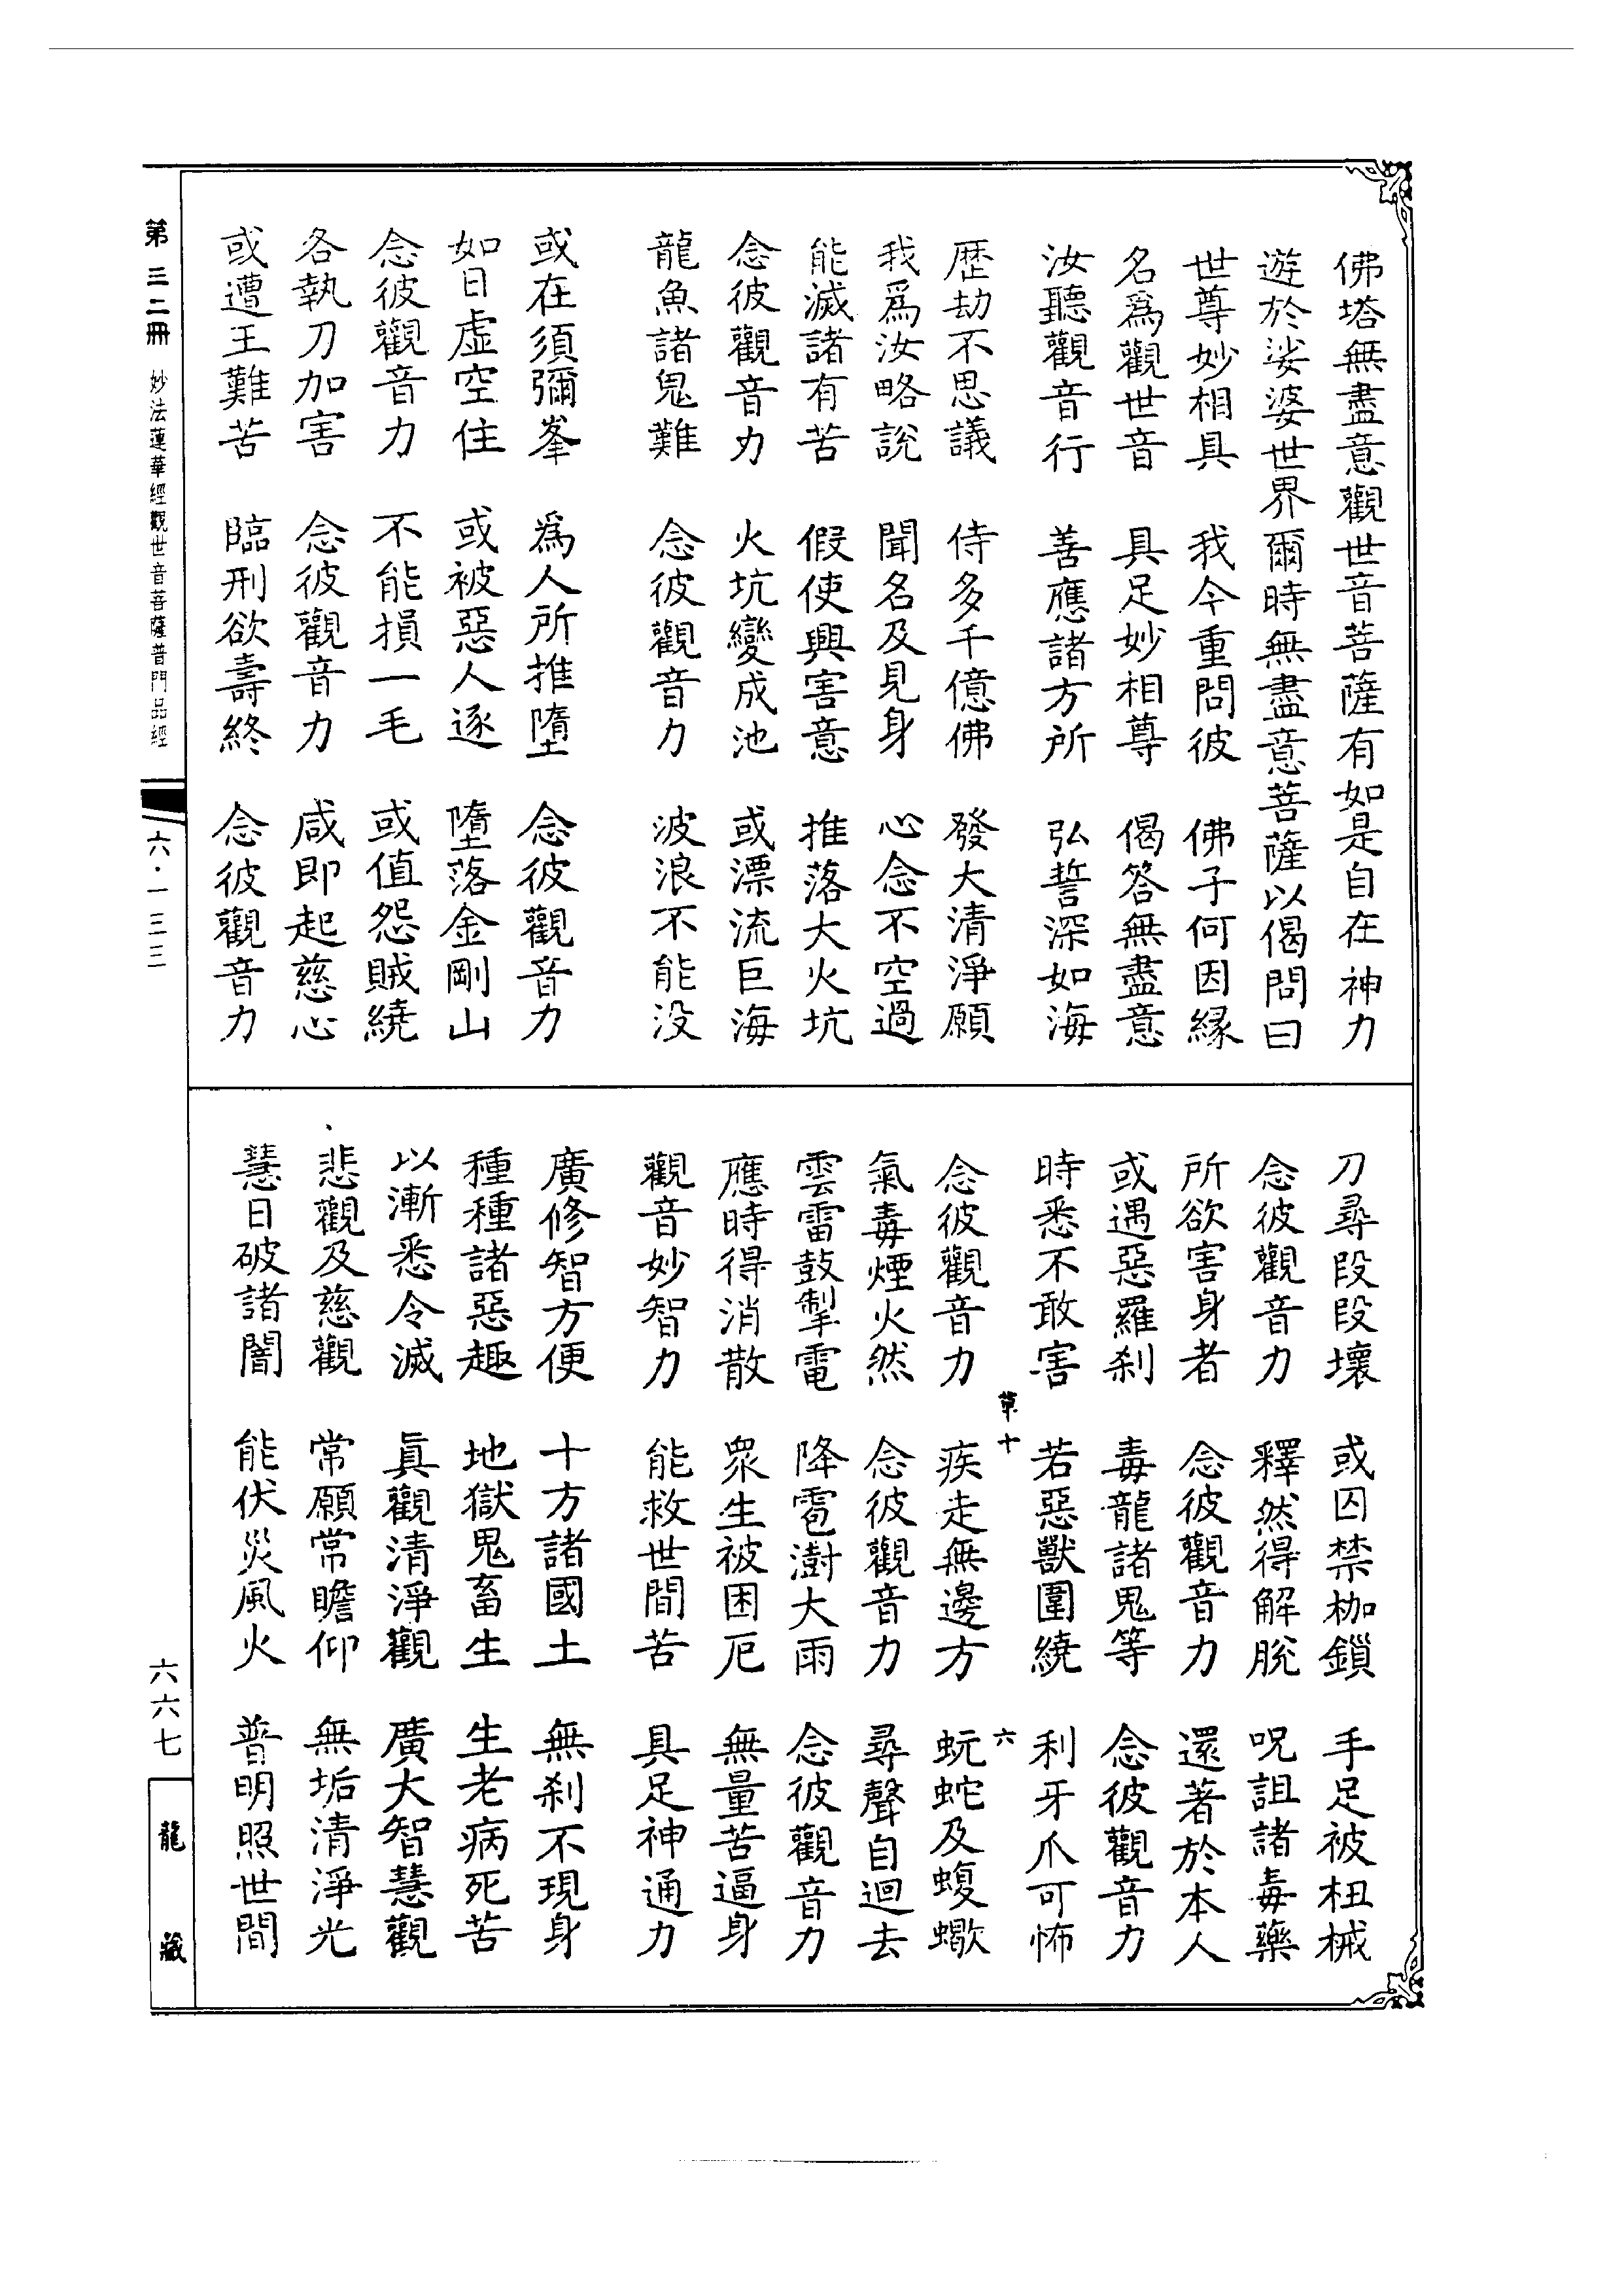 佛塔無盡意觀世音菩薩有如是自在神力
遊於娑婆世界爾時無盡意菩薩以偈問曰
世尊妙相具　我今重問彼　佛子何因緣
名爲觀世音　具足妙相尊　偈答無盡意
汝聽觀音行　善應諸方所　弘誓深如海
歷劫不思議　侍多千億佛　發大清淨願
我爲汝略說　聞名及見身　心念不空過
能滅諸有苦　假使興害意　推落大火坑
念彼觀音力　火坑變成池　或漂流巨海
龍魚諸鬼難　念彼觀音力　波浪不能没
或在須彌峯　爲人所推墮　念彼觀音力
如日虛空住　或被惡人逐　墮落金剛山
念彼觀音力　不能損一毛　或值怨賊繞
各執刀加害　念彼觀音力　咸即起慈心
或遭王難苦　臨刑欲壽終　念彼觀音力
刀尋段段壞　或囚禁枷鎖　手足被杻械
念彼觀音力　釋然得解脫　呪詛諸毒藥
所欲害身者　念彼觀音力　還著於本人
或遇惡羅刹　毒龍諸鬼等　念彼觀音力
時悉不敢害　若惡獸圍繞　利牙爪可怖
草十　六
念彼觀音力　疾走無邊方　蚖蛇及蝮蠍
氣毒煙火然　念彼觀音力　尋聲自迴去
雲雷鼓掣電　降雹澍大雨　念彼觀音力
應時得消散　衆生被困厄　無量苦逼身
觀音妙智力　能救世間苦　具足神通力
廣修智方便　十方諸國土　無刹不現身
種種諸惡趣　地獄鬼畜生　生老病死苦
以漸悉令滅　眞觀清淨觀　廣大智慧觀
悲觀及慈觀　常願常瞻仰　無垢清淨光
慧日破諸闇　能伏災風火　普明照世間
第三二冊　妙法蓮華經觀世音菩薩普門品經　六・一三三　六六七　龍藏